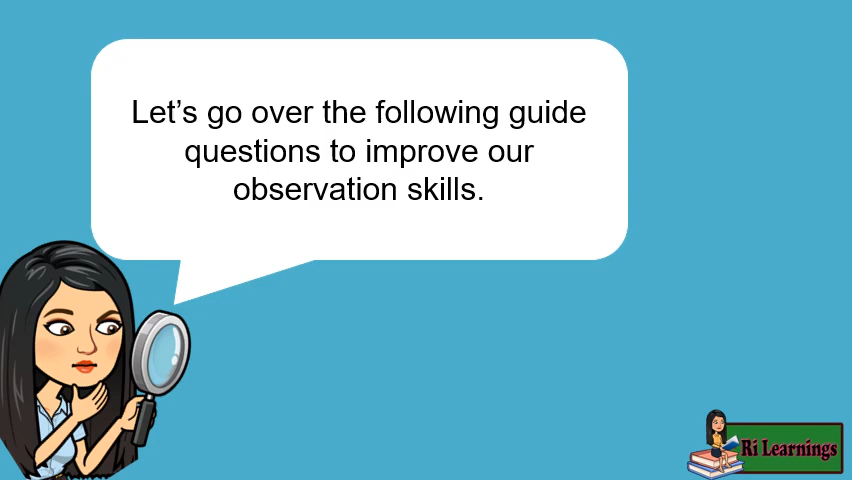 Let’s go over the following guide
questions to improve our
observation skills.
Ri Learnings